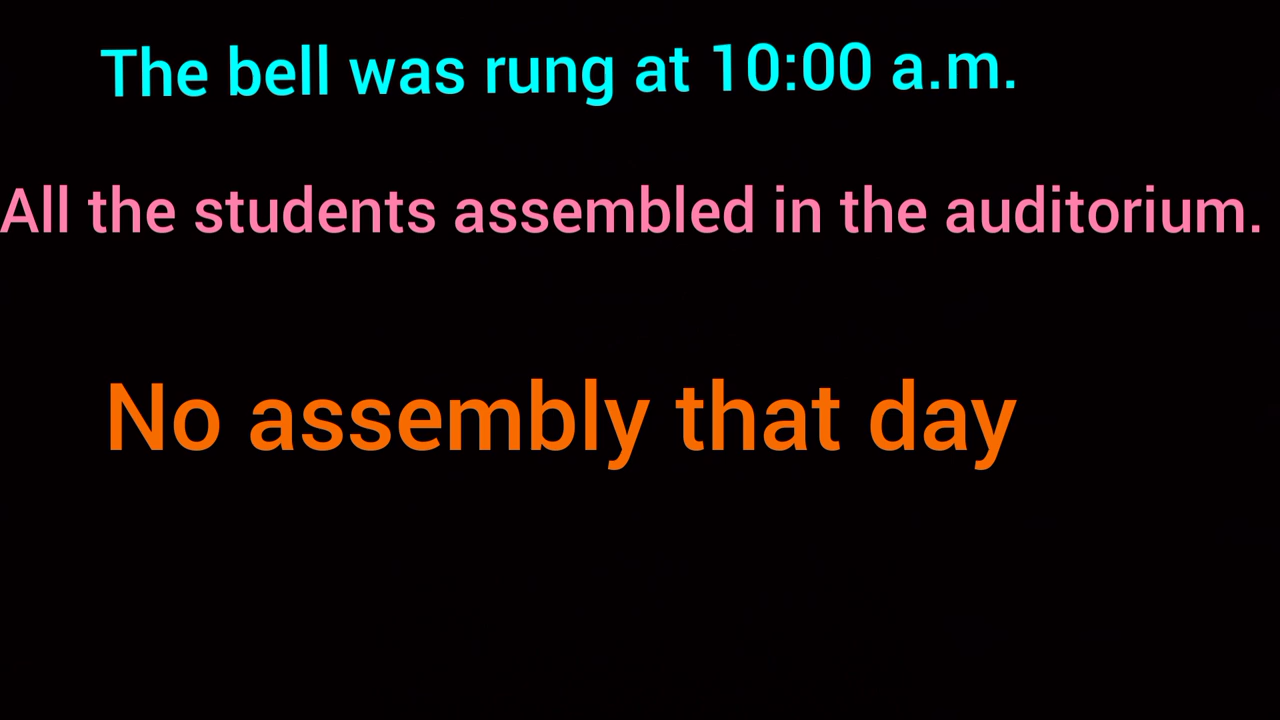 The bell was rung at 10:00 a.m.
All the students assembled in the auditorium.
No assembly that day